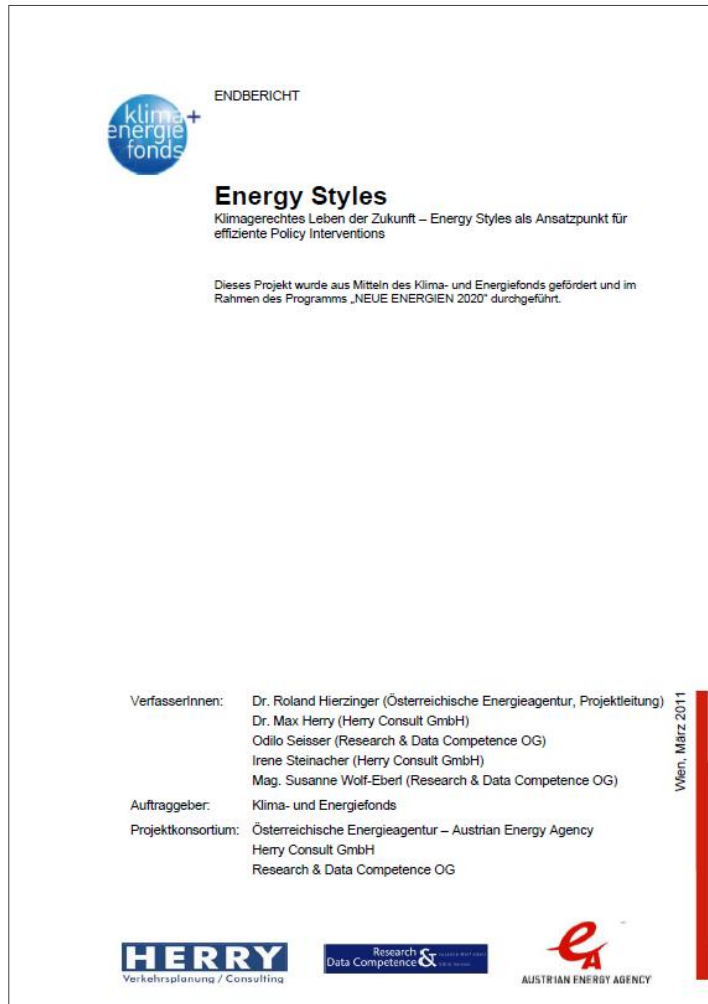 ENDBERICHT
klima+
energie
fonds
Energy Styles
Klimagerechtes Leben der Zukunft – Energy Styles als Ansatzpunkt für
effiziente Policy Interventions
Dieses Projekt wurde aus Mitteln des Klima- und Energiefonds gefördert und im
Rahmen des Programms „NEUE ENERGIEN 2020“ durchgeführt.
VerfasserInnen: Dr. Roland Hierzinger (Österreichische Energieagentur, Projektleitung)
Dr. Max Herry (Herry Consult GmbH)
Odilo Seisser (Research & Data Competence OG)
Irene Steinacher (Herry Consult GmbH)
Mag. Susanne Wolf-Eberl (Research & Data Competence OG)
Auftraggeber: Klima- und Energiefonds
Projektkonsortium: Österreichische Energieagentur – Austrian Energy Agency
Herry Consult GmbH
Research & Data Competence OG
Wien, März 2011
HERRY
Verkehrsplanung / Consulting
Research &
Data Competence
eA
AUSTRIAN ENERGY AGENCY